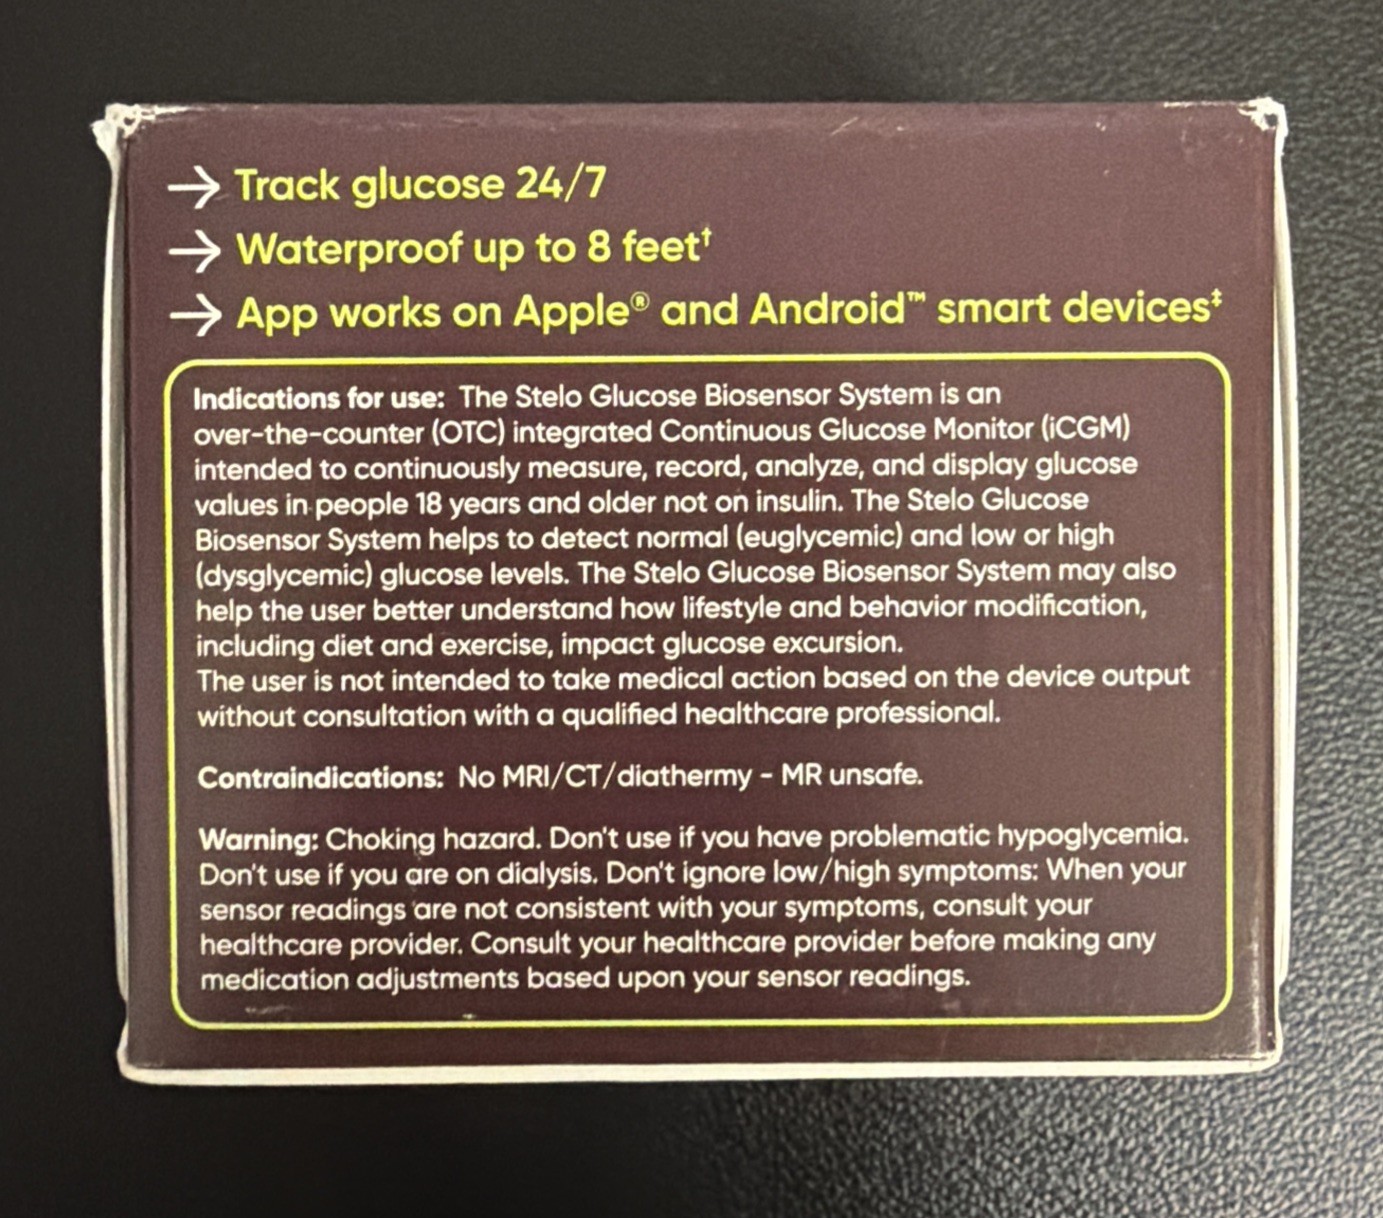 → Track glucose 24/7
→ Waterproof up to 8 feet†
→ App works on Apple® and Android™ smart devices‡
Indications for use: The Stelo Glucose Biosensor System is an
over-the-counter (OTC) integrated Continuous Glucose Monitor (iCGM)
intended to continuously measure, record, analyze, and display glucose
values in people 18 years and older not on insulin. The Stelo Glucose
Biosensor System helps to detect normal (euglycemic) and low or high
(dysglycemic) glucose levels. The Stelo Glucose Biosensor System may also
help the user better understand how lifestyle and behavior modification,
including diet and exercise, impact glucose excursion.
The user is not intended to take medical action based on the device output
without consultation with a qualified healthcare professional.
Contraindications: No MRI/CT/diathermy - MR unsafe.
Warning: Choking hazard. Don't use if you have problematic hypoglycemia.
Don't use if you are on dialysis. Don't ignore low/high symptoms: When your
sensor readings are not consistent with your symptoms, consult your
healthcare provider. Consult your healthcare provider before making any
medication adjustments based upon your sensor readings.